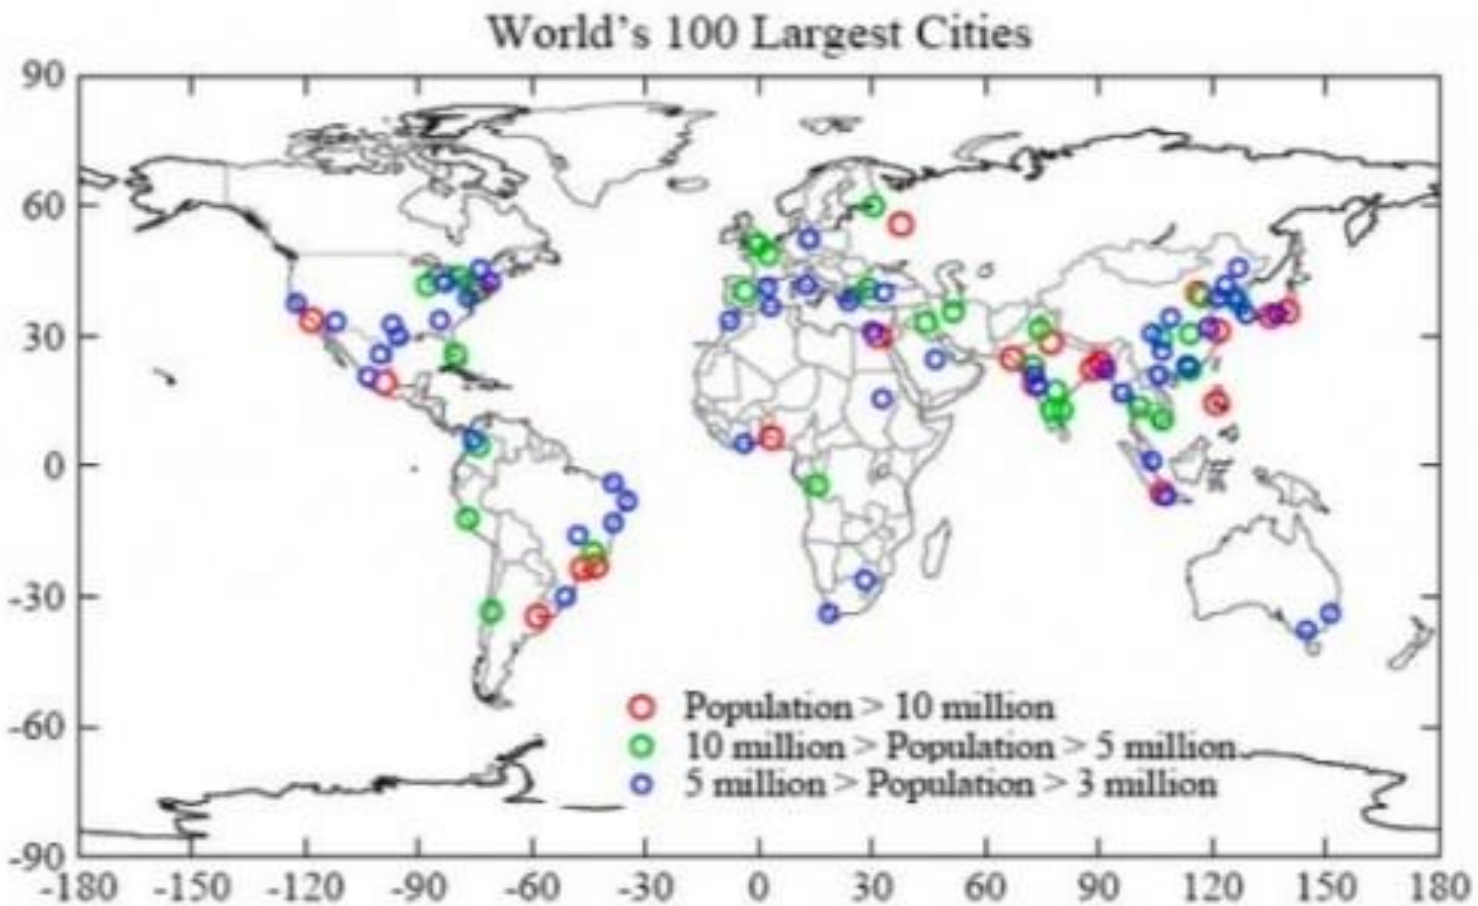 World's 100 Largest Cities
90
60
30
0
-30
-60
-90
Population > 10 million
10 million > Population > 5 million
5 million > Population > 3 million
-180 -150 -120 -90 -60 -30 0 30 60 90 120 150 180